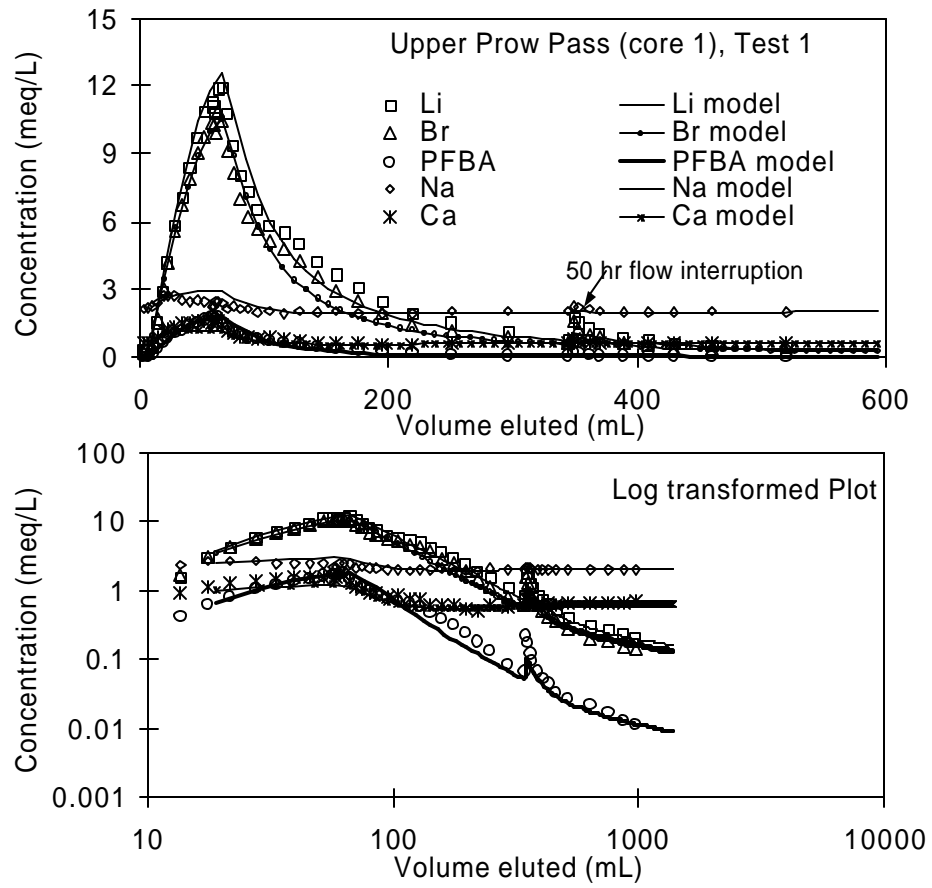 Upper Prow Pass (core 1), Test 1
Concentration (meq/L)
15
12
9
6
3
0
Li
Br
PFBA
Na
Ca
Li model
Br model
PFBA model
Na model
Ca model
50 hr flow interruption
0
200
400
600
Volume eluted (mL)
Log transformed Plot
Concentration (meq/L)
100
10
1
0.1
0.01
0.001
10
100
1000
10000
Volume eluted (mL)